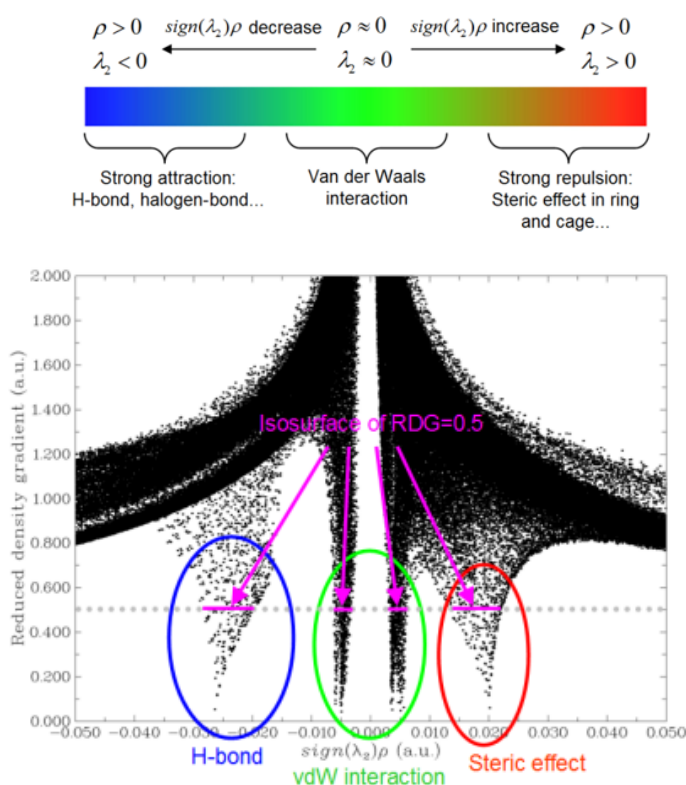 ρ > 0 sign(λ₂)ρ decrease ρ ≈ 0 sign(λ₂)ρ increase ρ > 0
λ₂ < 0 λ₂ ≈ 0 λ₂ > 0
Strong attraction:
H-bond, halogen-bond...
Van der Waals
interaction
Strong repulsion:
Steric effect in ring
and cage...
Reduced density gradient (a.u.)
2.000
1.800
1.600
1.400
1.200
1.000
0.800
0.600
0.400
0.200
0.000
Isosurface of RDG=0.5
-0.050 -0.040 -0.030 -0.020 -0.010 0.000 0.010 0.020 0.030 0.040 0.050
sign(λ₂)ρ (a.u.)
H-bond
vdW interaction
Steric effect